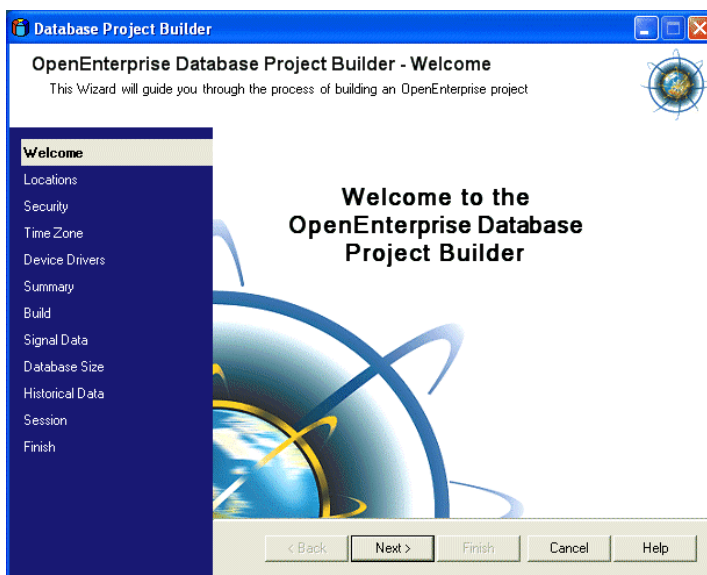 Database Project Builder
OpenEnterprise Database Project Builder - Welcome
This Wizard will guide you through the process of building an OpenEnterprise project
Welcome
Locations
Security
Time Zone
Device Drivers
Summary
Build
Signal Data
Database Size
Historical Data
Session
Finish
Welcome to the
OpenEnterprise Database
Project Builder
< Back Next > Finish Cancel Help